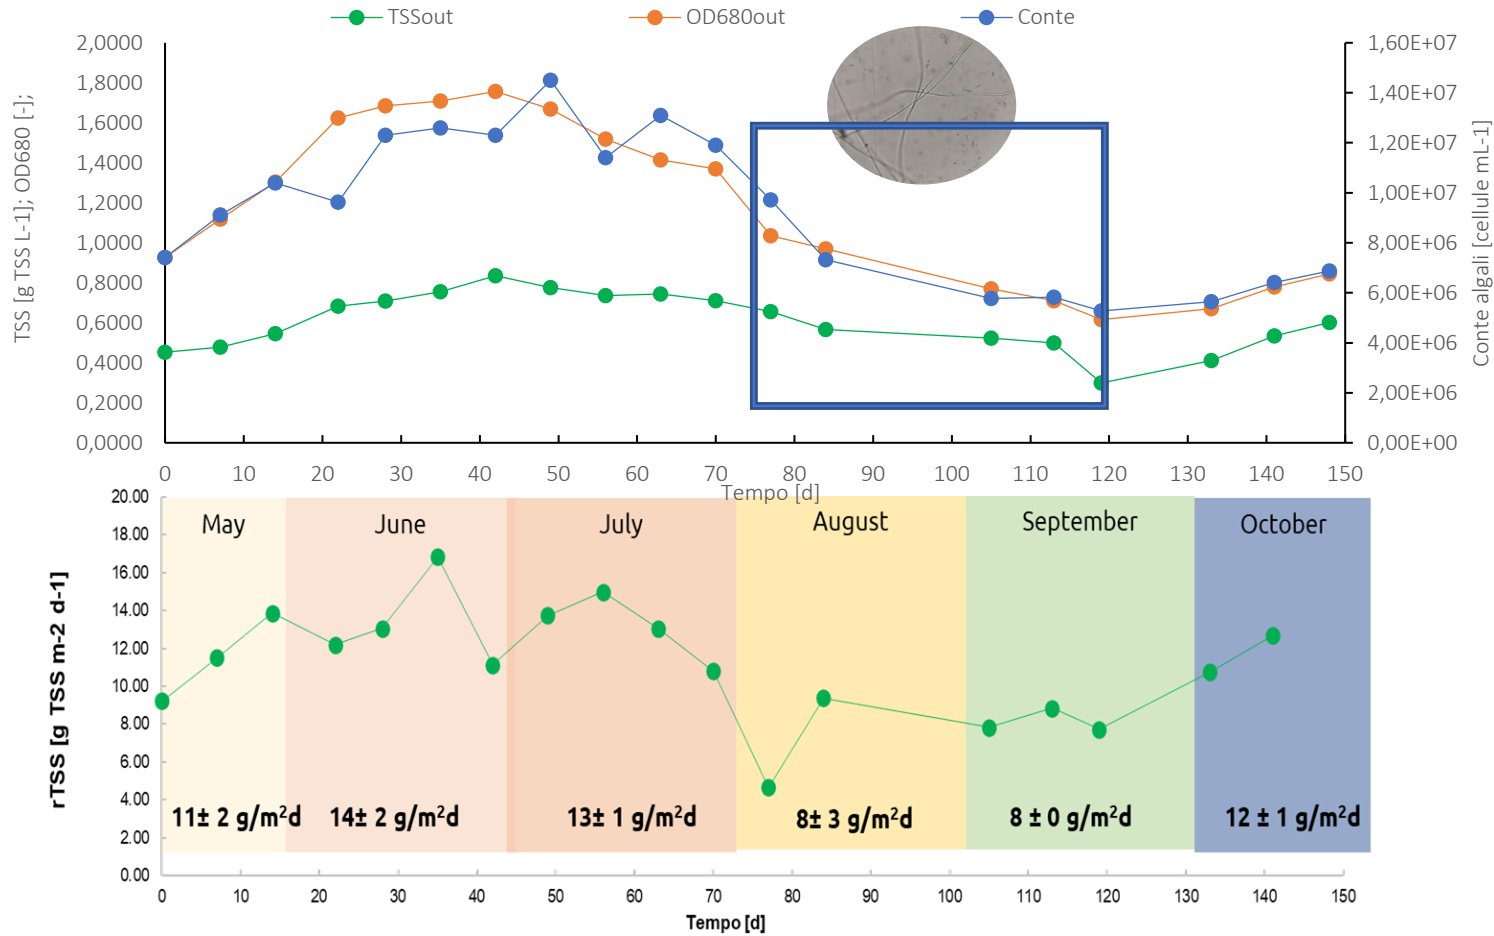 TSSout OD680out Conte
TSS [g TSS L-1]; OD680 [-];
2,0000
1,8000
1,6000
1,4000
1,2000
1,0000
0,8000
0,6000
0,4000
0,2000
0,0000
1,60E+07
1,40E+07
1,20E+07
1,00E+07
8,00E+06
6,00E+06
4,00E+06
2,00E+06
0,00E+00
Conte algali [cellule mL-1]
0 10 20 30 40 50 60 70 80 90 100 110 120 130 140 150
Tempo [d]
rTSS [g TSS m-2 d-1]
20.00
18.00
16.00
14.00
12.00
10.00
8.00
6.00
4.00
2.00
0.00
May June July August September October
11± 2 g/m²d 14± 2 g/m²d 13± 1 g/m²d 8± 3 g/m²d 8 ± 0 g/m²d 12 ± 1 g/m²d
0 10 20 30 40 50 60 70 80 90 100 110 120 130 140 150
Tempo [d]